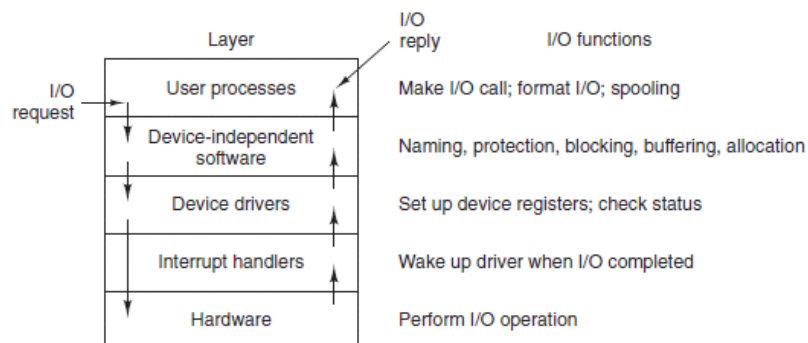 I/O
reply
Layer
I/O functions
I/O
request
User processes
Make I/O call; format I/O; spooling
Device-independent
software
Naming, protection, blocking, buffering, allocation
Device drivers
Set up device registers; check status
Interrupt handlers
Wake up driver when I/O completed
Hardware
Perform I/O operation